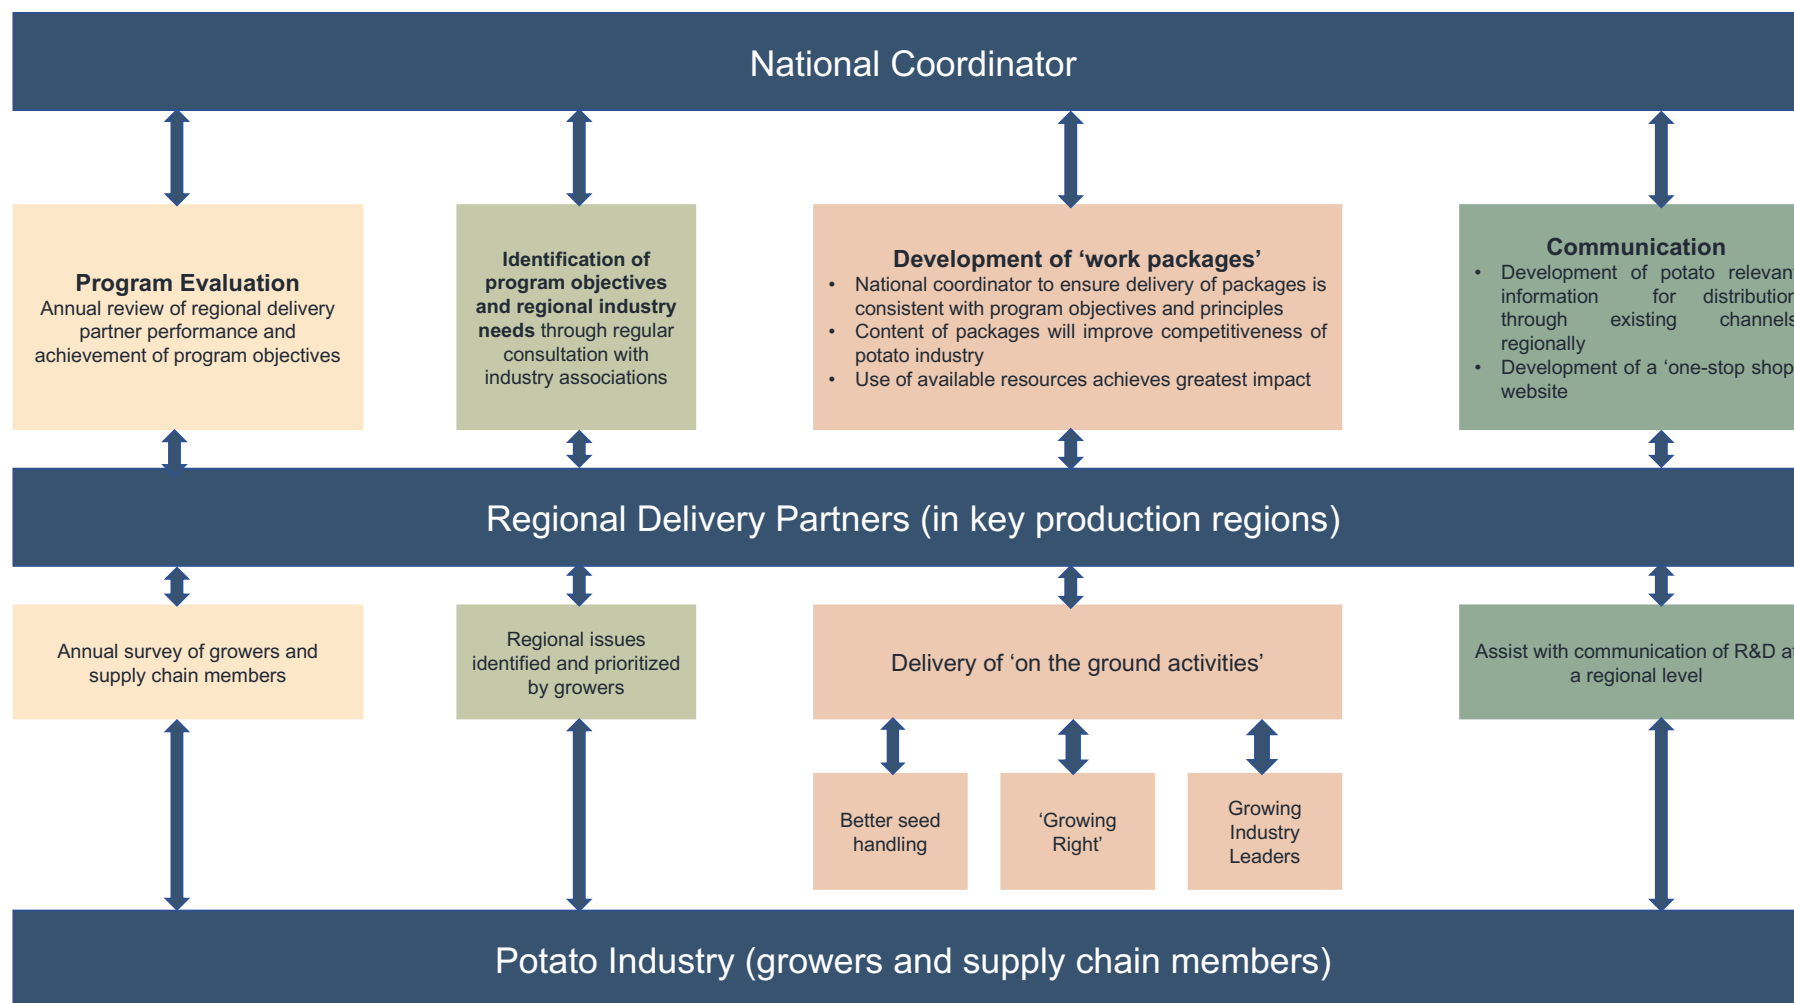 National Coordinator
Program Evaluation
Annual review of regional delivery
partner performance and
achievement of program objectives
Identification of
program objectives
and regional industry
needs through regular
consultation with
industry associations
Development of ‘work packages’
• National coordinator to ensure delivery of packages is
consistent with program objectives and principles
• Content of packages will improve competitiveness of
potato industry
• Use of available resources achieves greatest impact
Communication
• Development of potato relevant
information for distribution
through existing channels
regionally
• Development of a ‘one-stop shop
website
Regional Delivery Partners (in key production regions)
Annual survey of growers and
supply chain members
Regional issues
identified and prioritized
by growers
Delivery of ‘on the ground activities’
Assist with communication of R&D at
a regional level
Better seed
handling
‘Growing
Right’
Growing
Industry
Leaders
Potato Industry (growers and supply chain members)